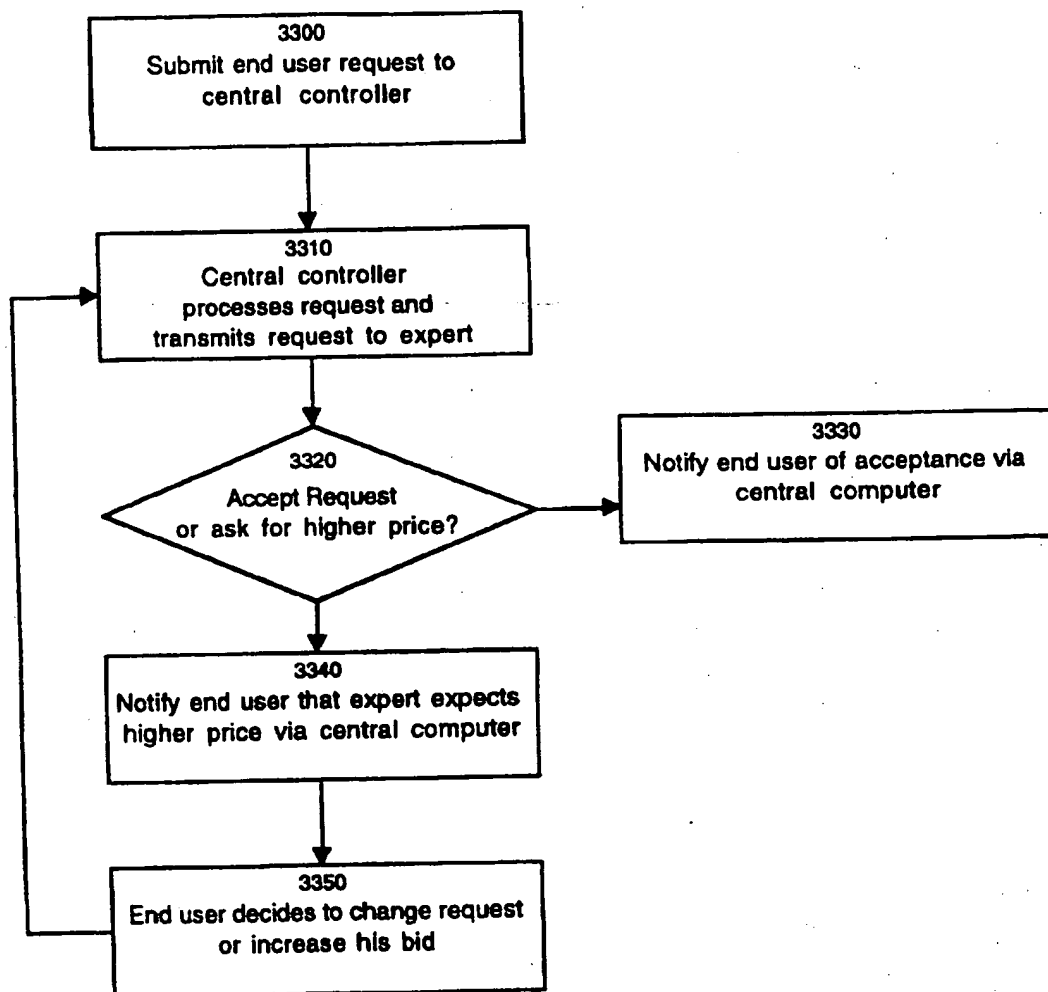 3300
Submit end user request to
central controller
3310
Central controller
processes request and
transmits request to expert
3320
Accept Request
or ask for higher price?
3330
Notify end user of acceptance via
central computer
3340
Notify end user that expert expects
higher price via central computer
3350
End user decides to change request
or increase his bid